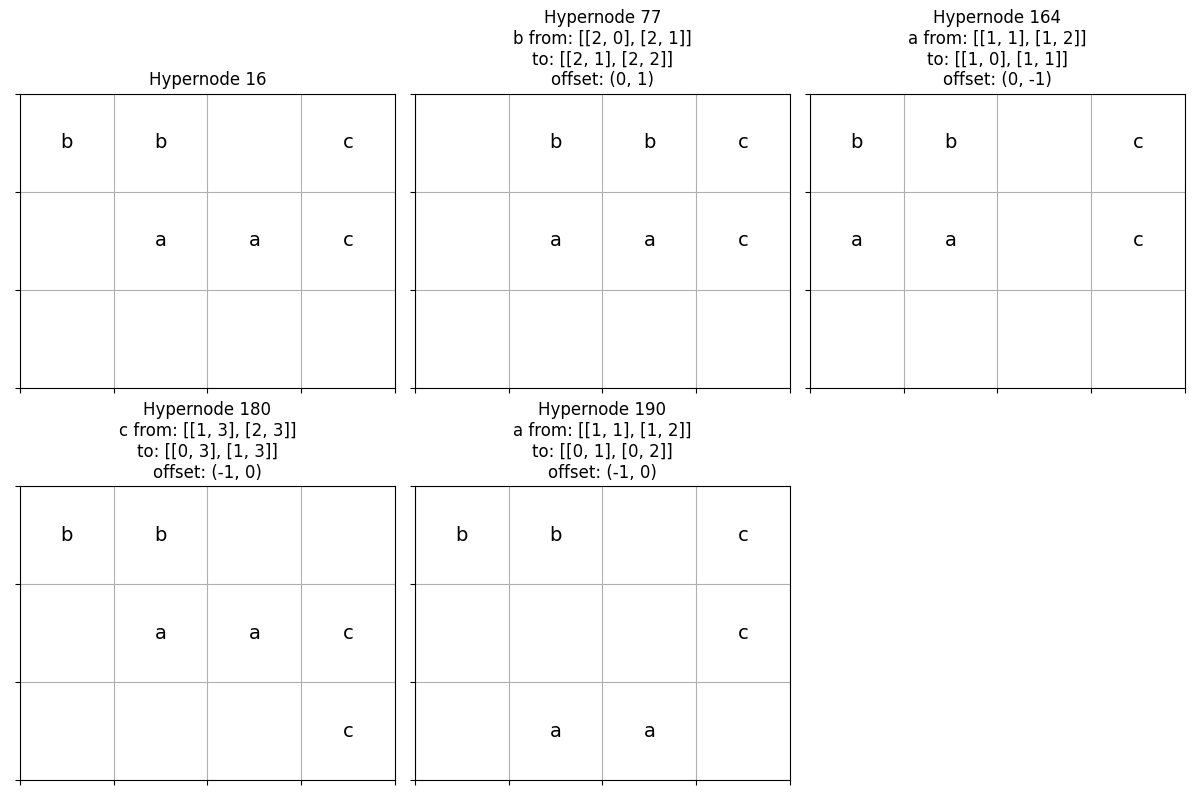 Hypernode 16
b b c
a a c
Hypernode 77
b from: [[2, 0], [2, 1]]
to: [[2, 1], [2, 2]]
offset: (0, 1)
b b c
a a c
Hypernode 164
a from: [[1, 1], [1, 2]]
to: [[1, 0], [1, 1]]
offset: (0, -1)
b b c
a a c
Hypernode 180
c from: [[1, 3], [2, 3]]
to: [[0, 3], [1, 3]]
offset: (-1, 0)
b b
a a c
c
Hypernode 190
a from: [[1, 1], [1, 2]]
to: [[0, 1], [0, 2]]
offset: (-1, 0)
b b c
c
a a